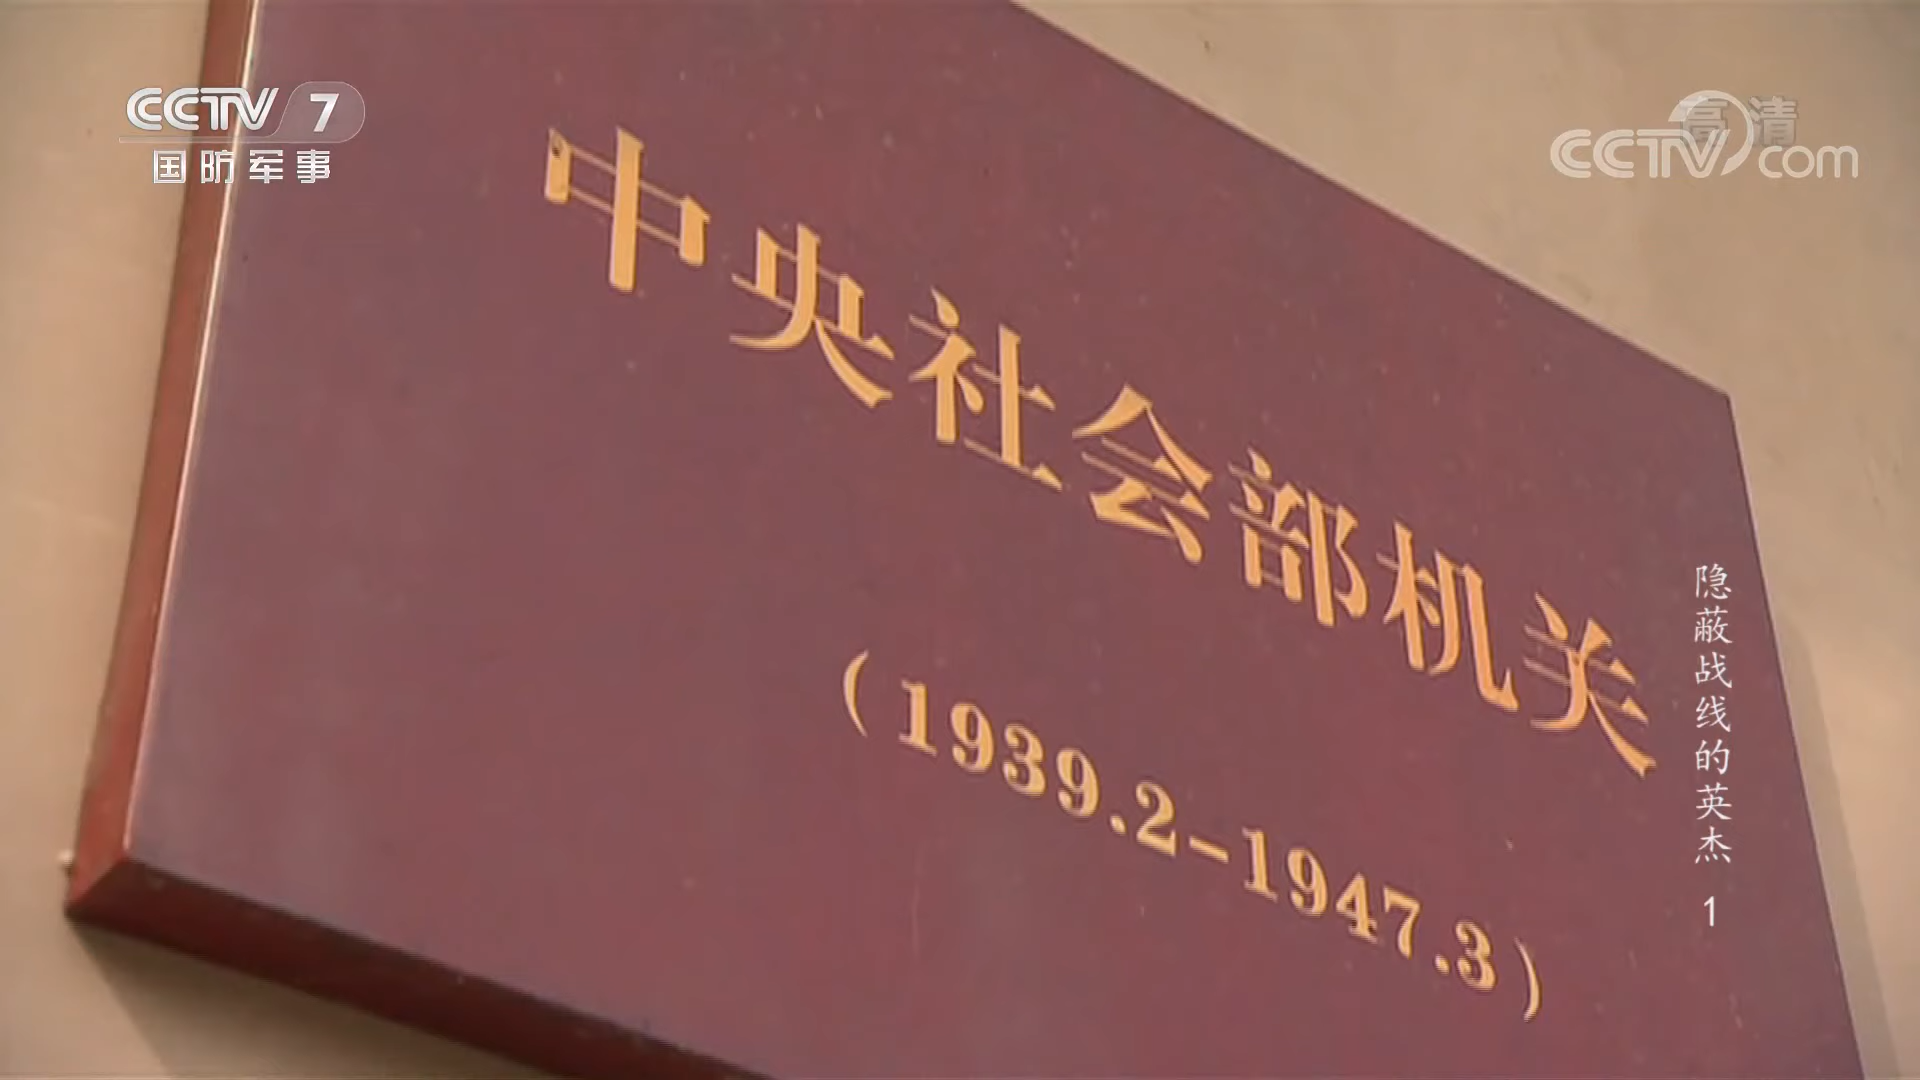 CCTV 7
国防军事
高清
CCTV.com
中央社会部机关
(1939.2-1947.3)
隐蔽战线的英杰 1